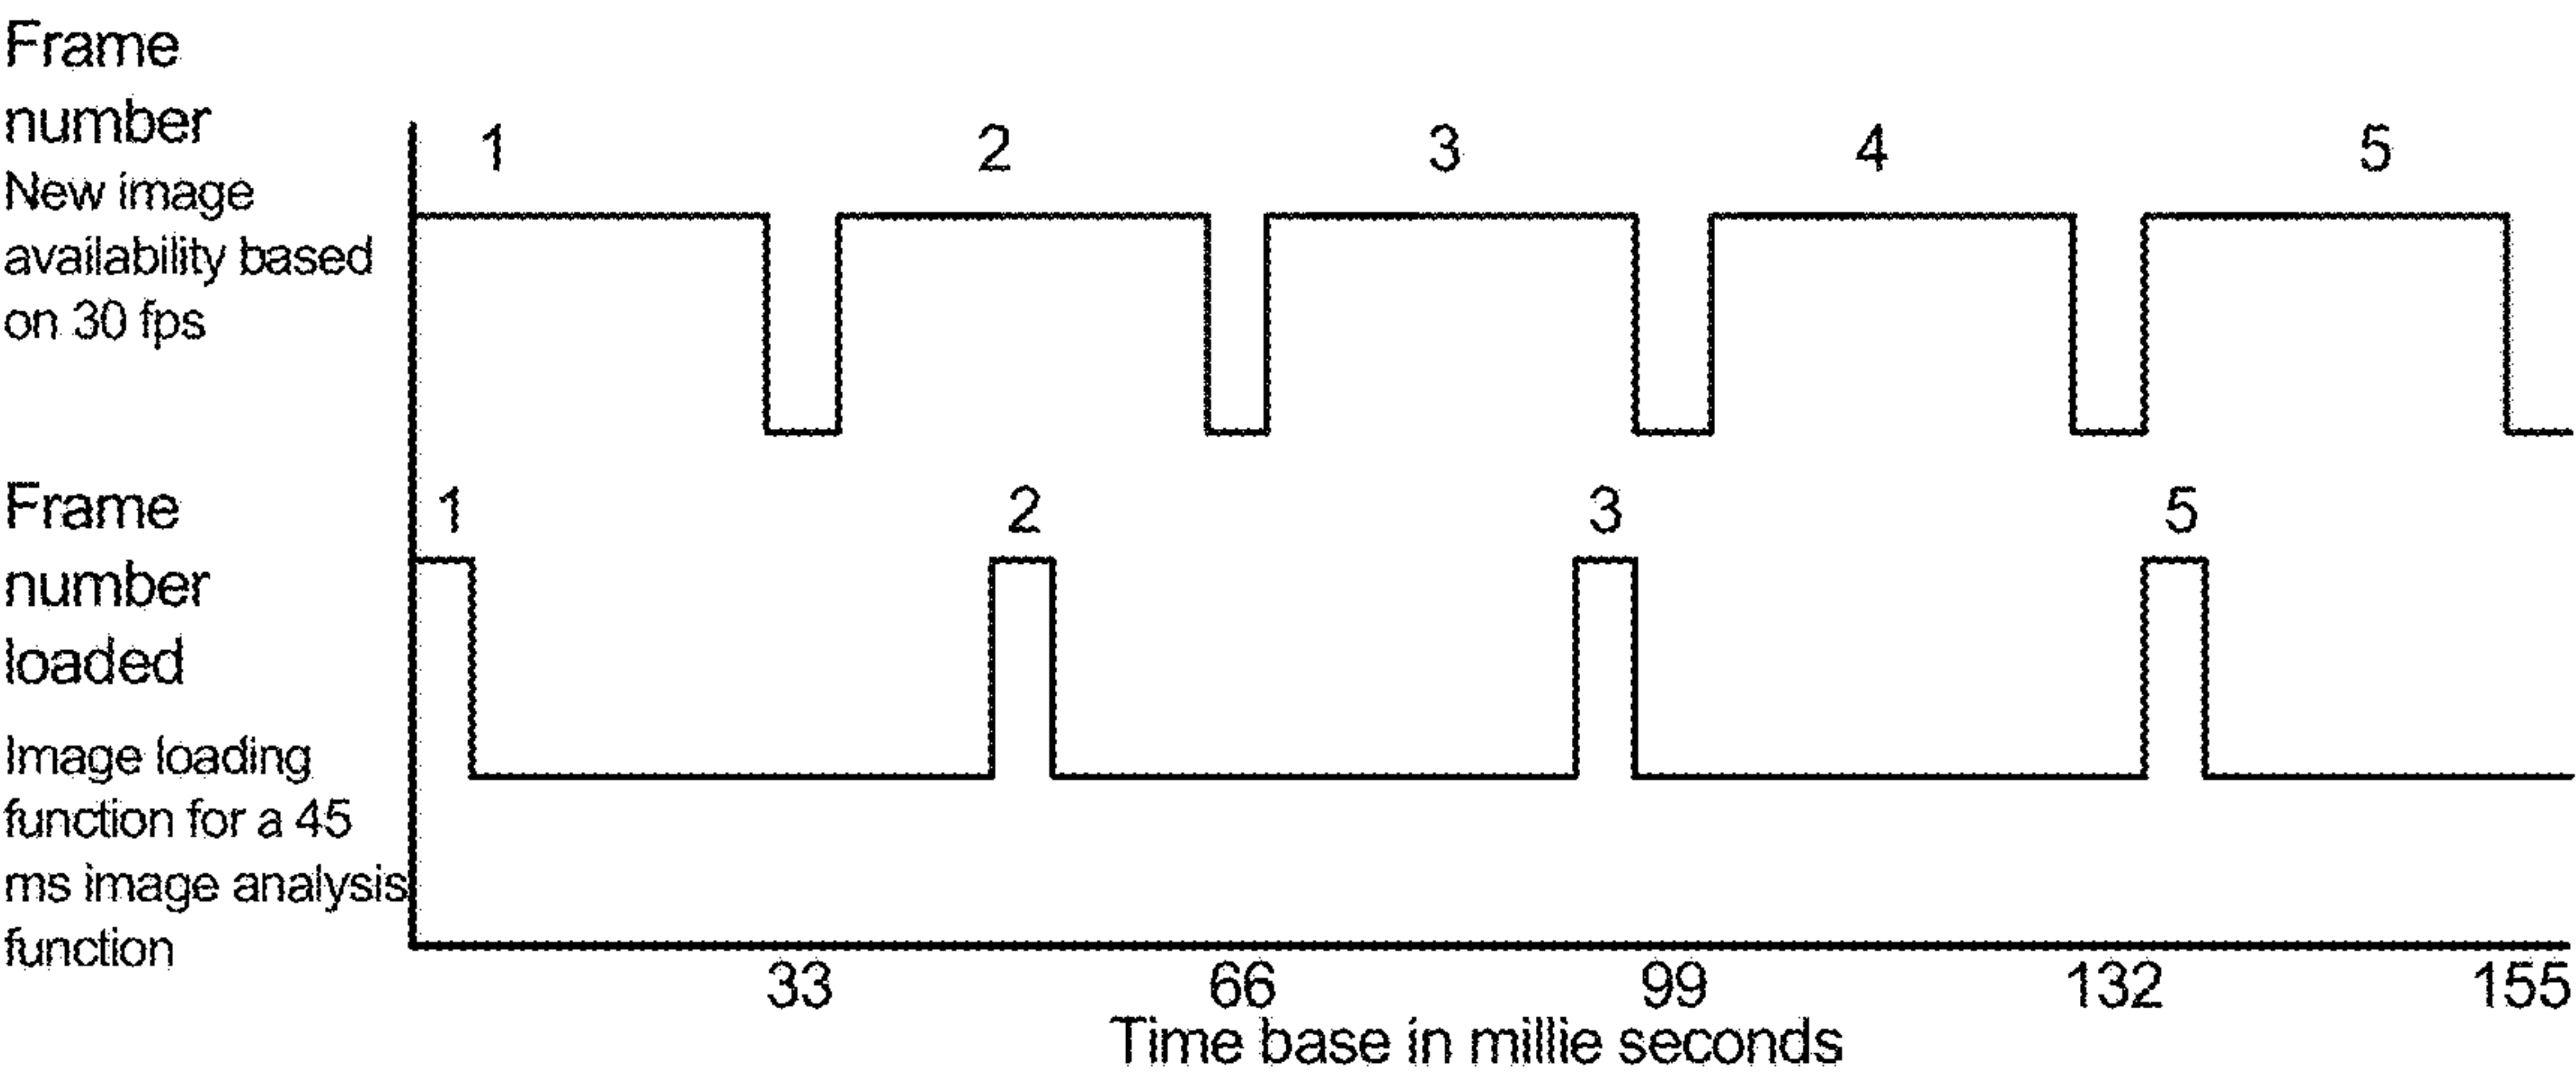 Frame
number
New image
availability based
on 30 fps
1 2 3 4 5
Frame
number
loaded
Image loading
function for a 45
ms image analysis
function
1 2 3 5
33 66 99 132 155
Time base in millie seconds